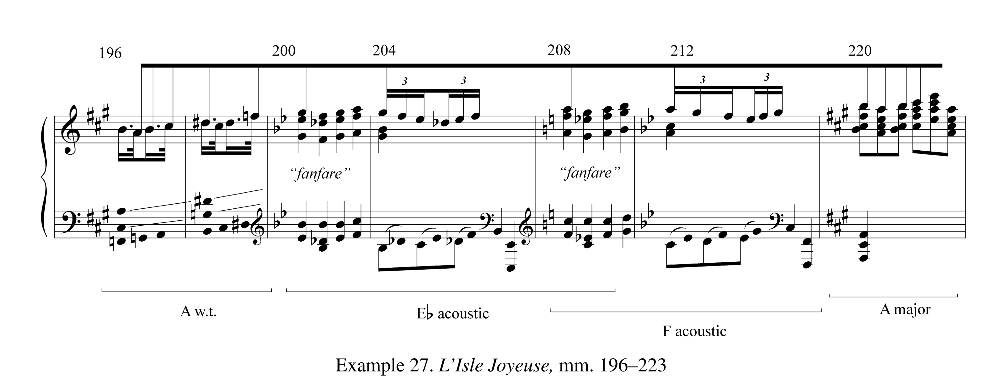 196 200 204 208 212 220
3 3 3 3
“fanfare” “fanfare”
A w.t. E♭ acoustic A major
F acoustic
Example 27. L’Isle Joyeuse, mm. 196–223